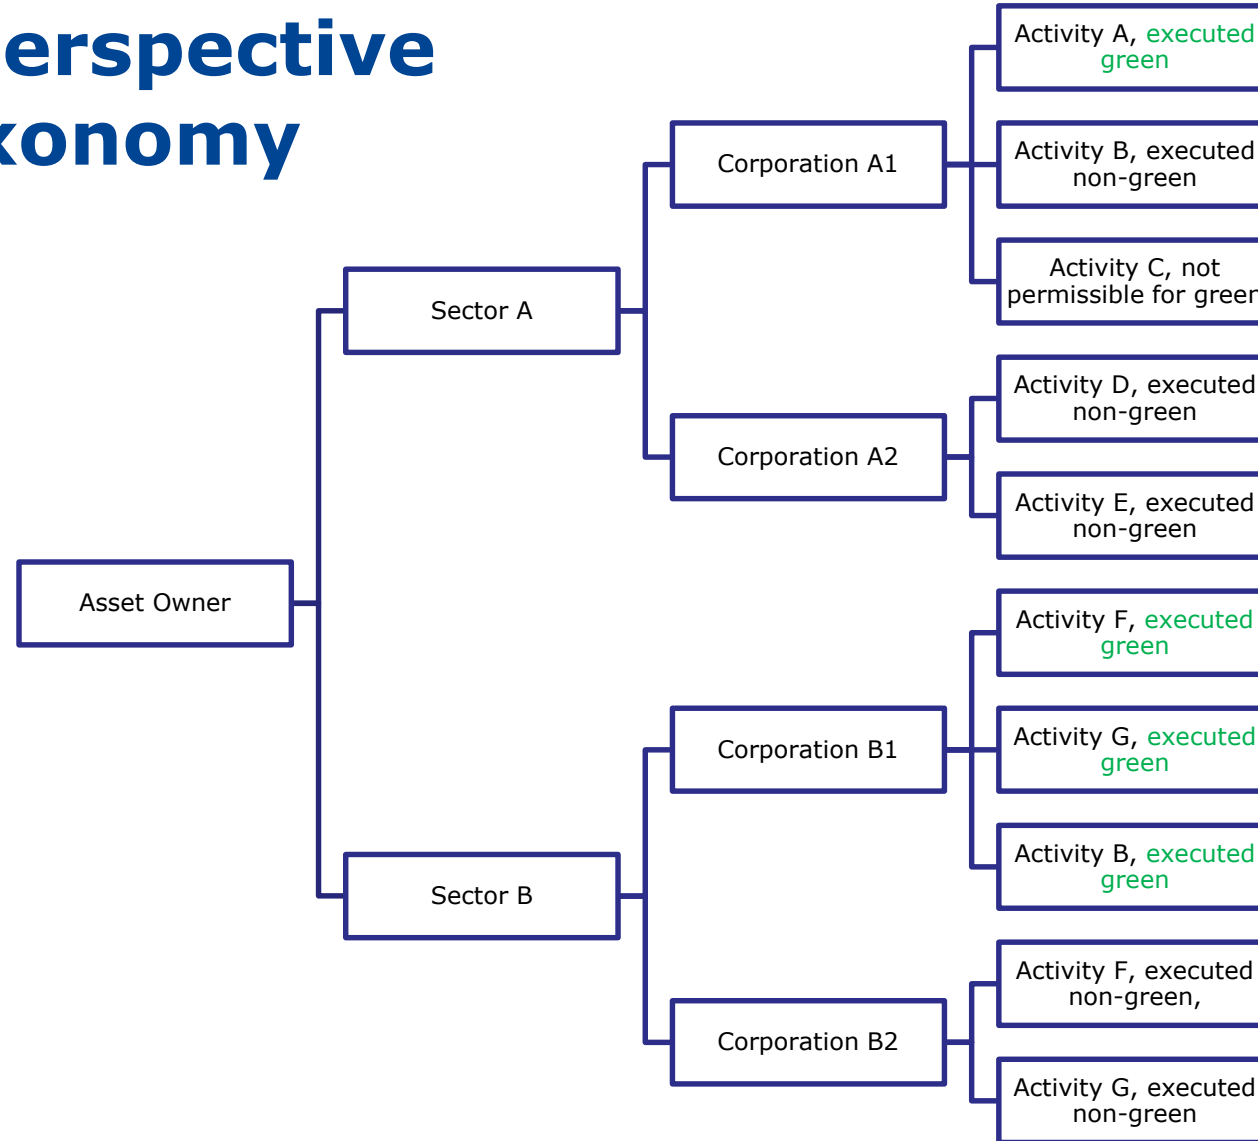 erspective
xonomy
Activity A, executed
green
Corporation A1
Activity B, executed
non-green
Activity C, not
permissible for green
Sector A
Activity D, executed
non-green
Corporation A2
Activity E, executed
non-green
Asset Owner
Activity F, executed
green
Corporation B1
Activity G, executed
green
Activity B, executed
green
Sector B
Activity F, executed
non-green,
Corporation B2
Activity G, executed
non-green